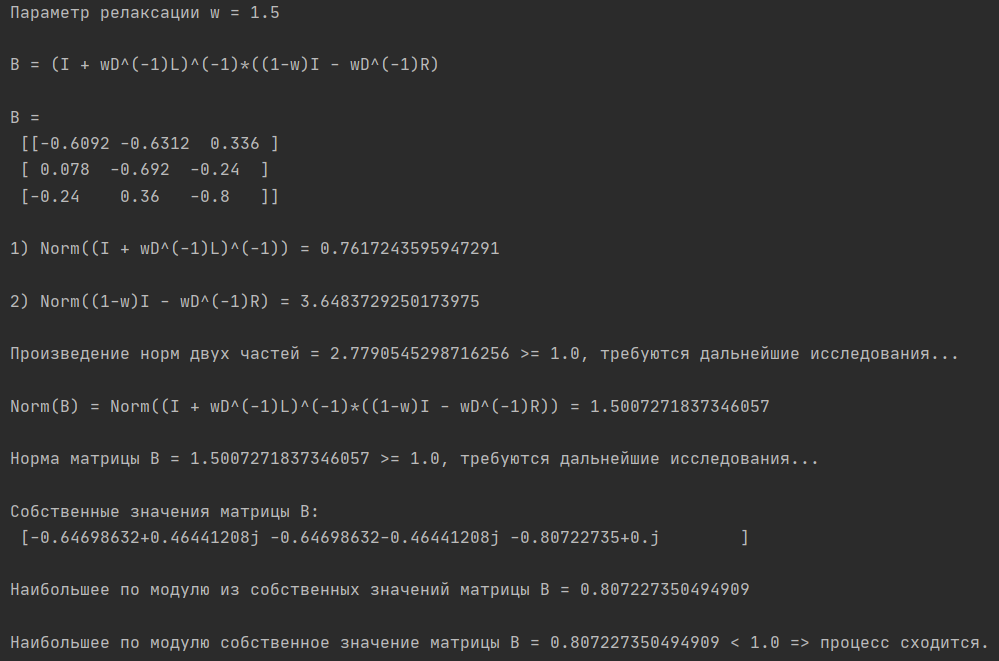 Параметр релаксации w = 1.5
B = (I + wD^(-1)L)^(-1)*((1-w)I - wD^(-1)R)
B =
[[-0.6092 -0.6312  0.336 ]
[ 0.078  -0.692  -0.24  ]
[-0.24    0.36   -0.8   ]]
1) Norm((I + wD^(-1)L)^(-1)) = 0.7617243595947291
2) Norm((1-w)I - wD^(-1)R) = 3.6483729250173975
Произведение норм двух частей = 2.7790545298716256 >= 1.0, требуются дальнейшие исследования...
Norm(B) = Norm((I + wD^(-1)L)^(-1)*((1-w)I - wD^(-1)R)) = 1.5007271837346057
Норма матрицы B = 1.5007271837346057 >= 1.0, требуются дальнейшие исследования...
Собственные значения матрицы B:
[-0.64698632+0.46441208j -0.64698632-0.46441208j -0.80722735+0.j        ]
Наибольшее по модулю из собственных значений матрицы B = 0.807227350494909
Наибольшее по модулю собственное значение матрицы B = 0.807227350494909 < 1.0 => процесс сходится.